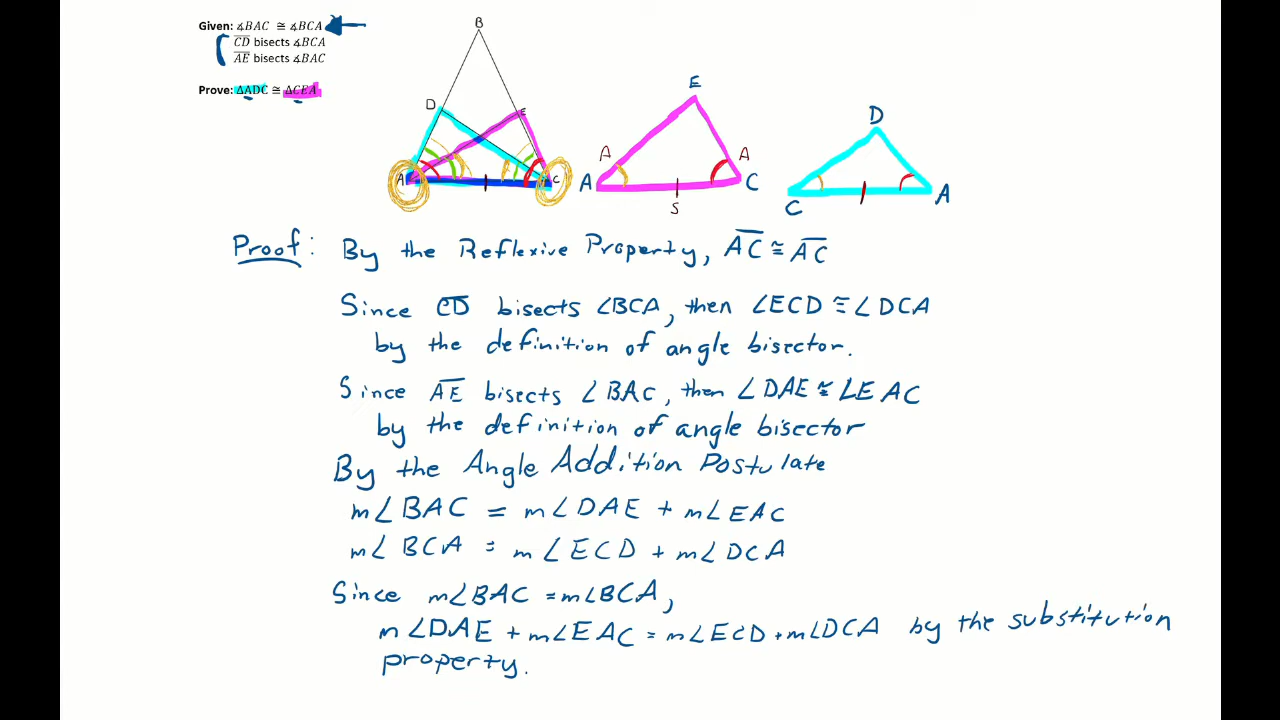 Given: ∡BAC ≅ ∡BCA
CD bisects ∡BCA
AE bisects ∡BAC
Prove: ΔADC ≅ ΔCEA
B
D
E
A
C
E
A
A
A
C
S
D
C
A
Proof: By the Reflexive Property, AC ≅ AC
Since CD bisects ∠BCA, then ∠ECD ≅ ∠DCA
by the definition of angle bisector.
Since AE bisects ∠BAC, then ∠DAE ≅ ∠EAC
by the definition of angle bisector
By the Angle Addition Postulate
m∠BAC = m∠DAE + m∠EAC
m∠BCA = m∠ECD + m∠DCA
Since m∠BAC = m∠BCA,
m∠DAE + m∠EAC = m∠ECD + m∠DCA by the substitution
property.